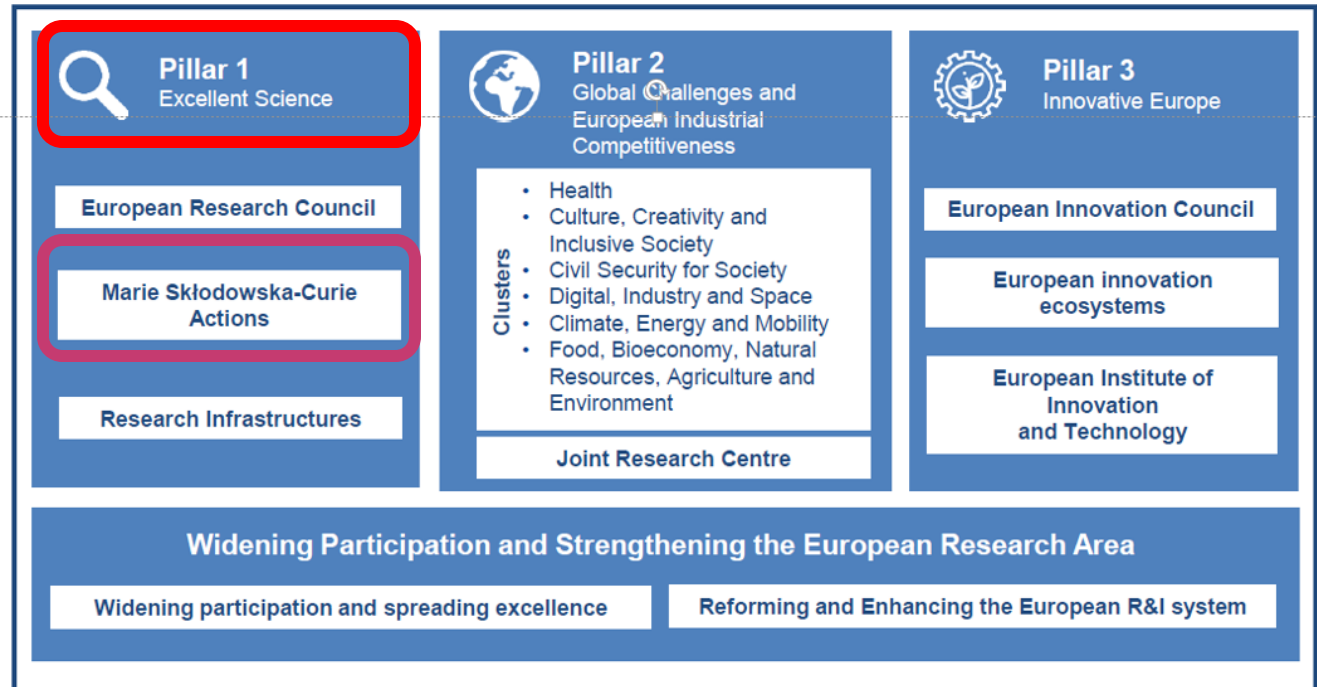 Pillar 1
Excellent Science
European Research Council
Marie Skłodowska-Curie
Actions
Research Infrastructures
Pillar 2
Global Challenges and
European Industrial
Competitiveness
Clusters
• Health
• Culture, Creativity and
Inclusive Society
• Civil Security for Society
• Digital, Industry and Space
• Climate, Energy and Mobility
• Food, Bioeconomy, Natural
Resources, Agriculture and
Environment
Joint Research Centre
Pillar 3
Innovative Europe
European Innovation Council
European innovation
ecosystems
European Institute of
Innovation
and Technology
Widening Participation and Strengthening the European Research Area
Widening participation and spreading excellence
Reforming and Enhancing the European R&I system